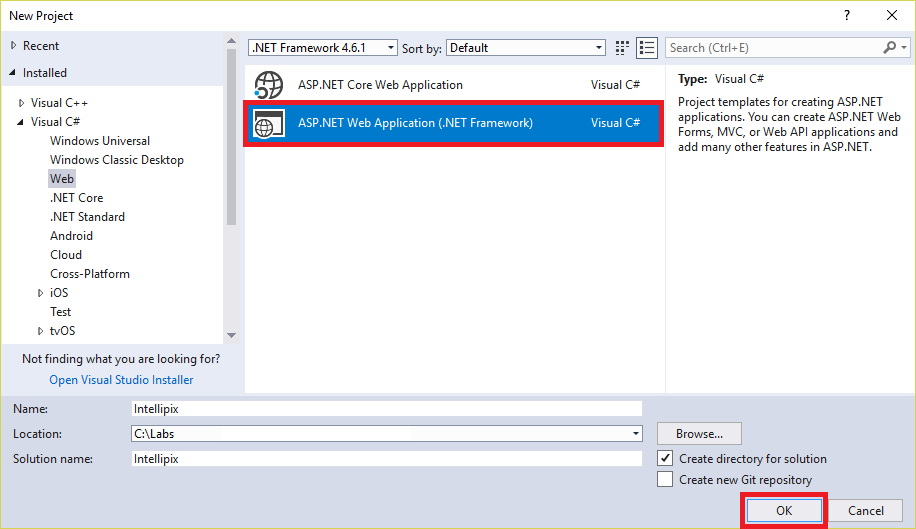 New Project
?
Recent
Installed
Visual C++
Visual C#
Windows Universal
Windows Classic Desktop
Web
.NET Core
.NET Standard
Android
Cloud
Cross-Platform
iOS
Test
tvOS
Not finding what you are looking for?
Open Visual Studio Installer
.NET Framework 4.6.1 Sort by: Default
ASP.NET Core Web Application Visual C#
ASP.NET Web Application (.NET Framework) Visual C#
Search (Ctrl+E)
Type: Visual C#
Project templates for creating ASP.NET
applications. You can create ASP.NET Web
Forms, MVC, or Web API applications and
add many other features in ASP.NET.
Name: Intellipix
Location: C:\Labs Browse...
Solution name: Intellipix
Create directory for solution
Create new Git repository
OK Cancel